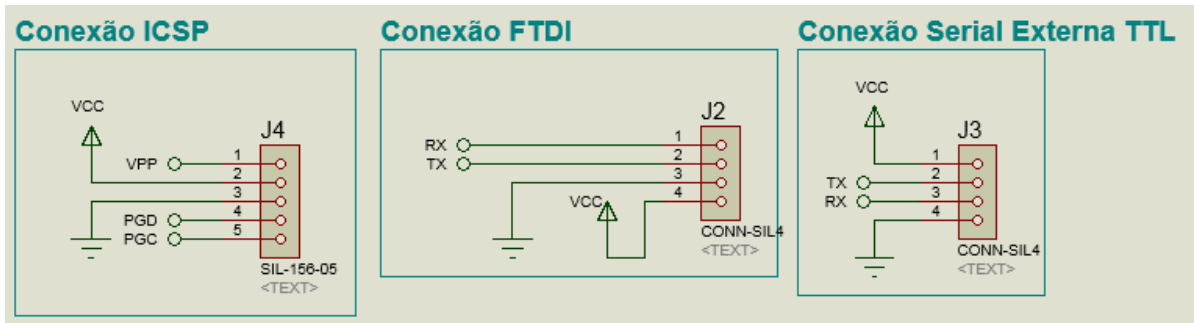 Conexão ICSP
VCC
J4
VPP
1
2
3
PGD
4
PGC
5
SIL-156-05
<TEXT>
Conexão FTDI
J2
RX
1
TX
2
3
VCC
4
CONN-SIL4
<TEXT>
Conexão Serial Externa TTL
VCC
J3
1
TX
2
RX
3
4
CONN-SIL4
<TEXT>